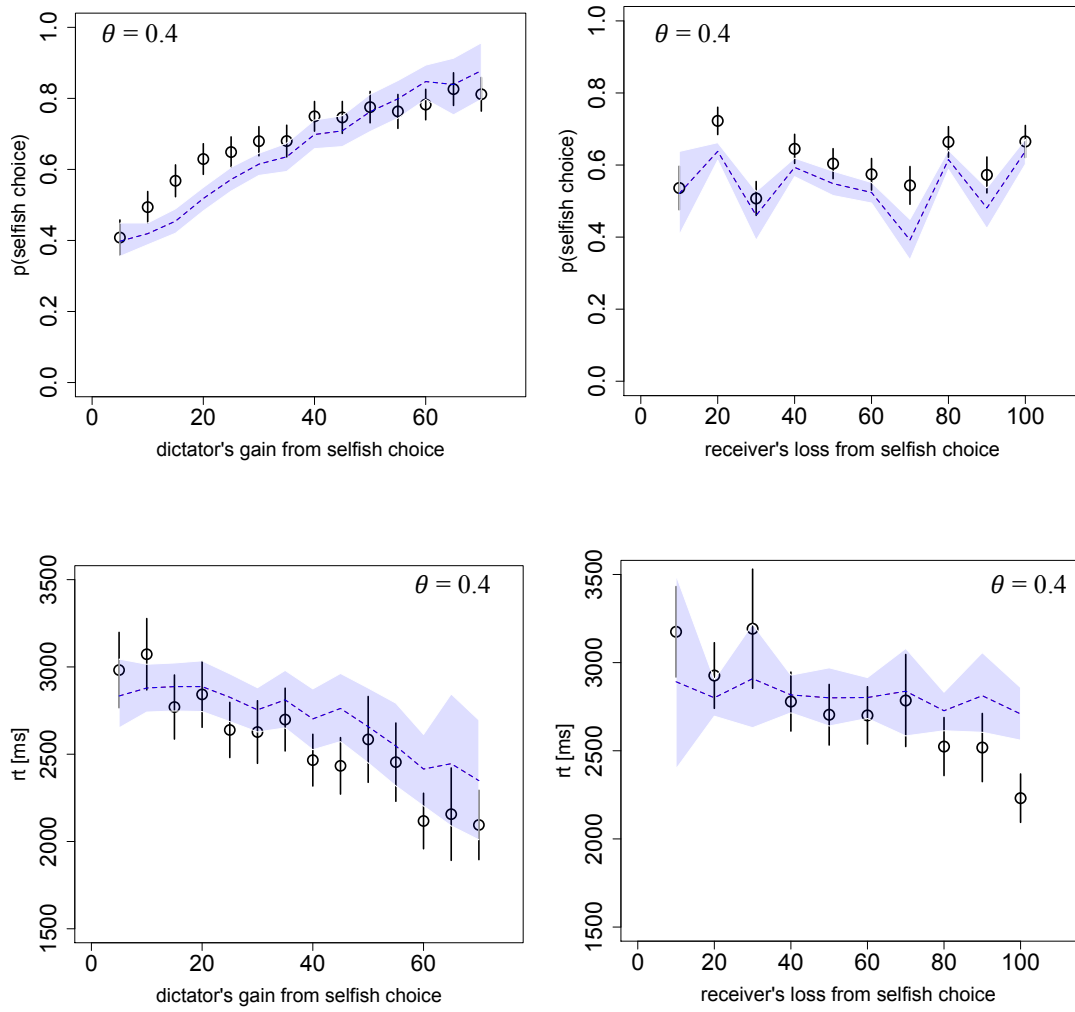 θ = 0.4
p(selfish choice)
0.0 0.2 0.4 0.6 0.8 1.0
0 20 40 60
dictator's gain from selfish choice
θ = 0.4
p(selfish choice)
0.0 0.2 0.4 0.6 0.8 1.0
0 20 40 60 80 100
receiver's loss from selfish choice
θ = 0.4
rt [ms]
1500 2000 2500 3000 3500
0 20 40 60
dictator's gain from selfish choice
θ = 0.4
rt [ms]
1500 2000 2500 3000 3500
0 20 40 60 80 100
receiver's loss from selfish choice